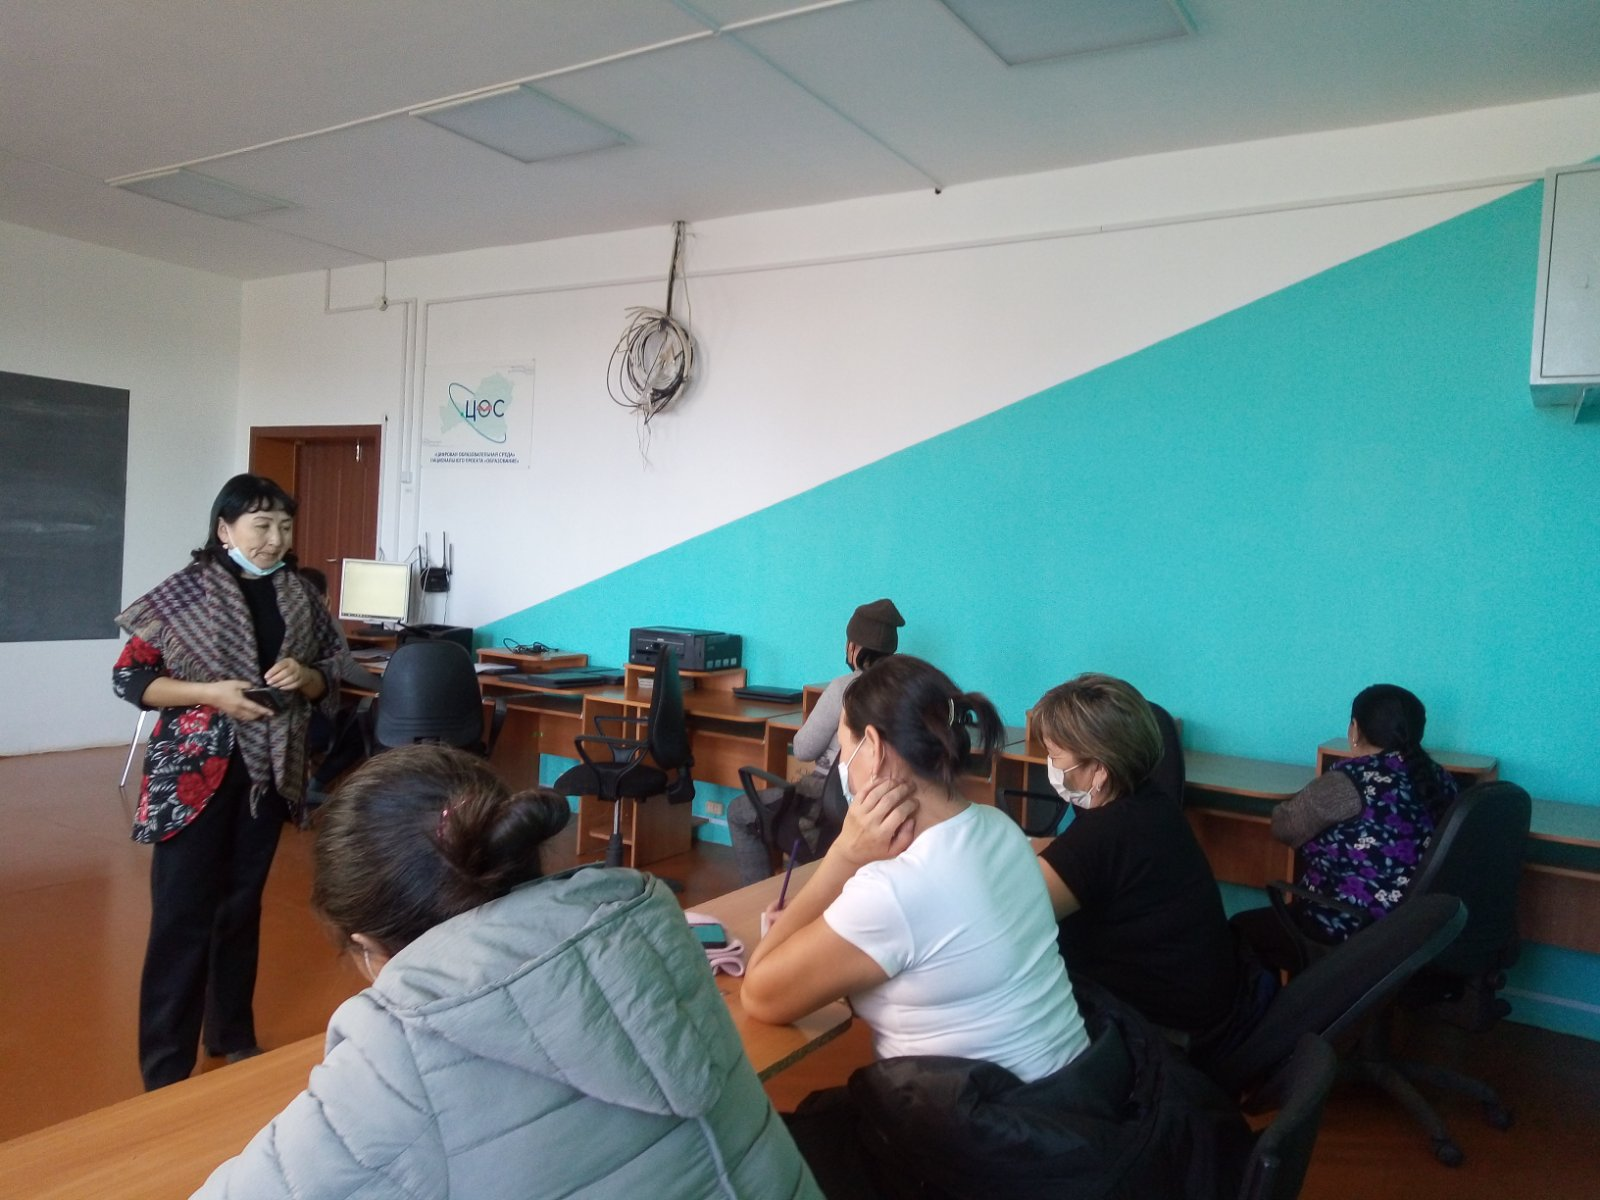 ЦОС
«ЦИФРОВАЯ ОБРАЗОВАТЕЛЬНАЯ СРЕДА»
НАЦИОНАЛЬНОГО ПРОЕКТА «ОБРАЗОВАНИЕ»